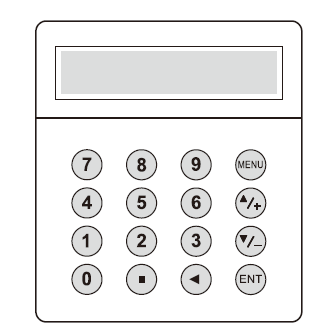 7 8 9 MENU
4 5 6 ▲/+
1 2 3 ▼/−
0 ■ ◀ ENT